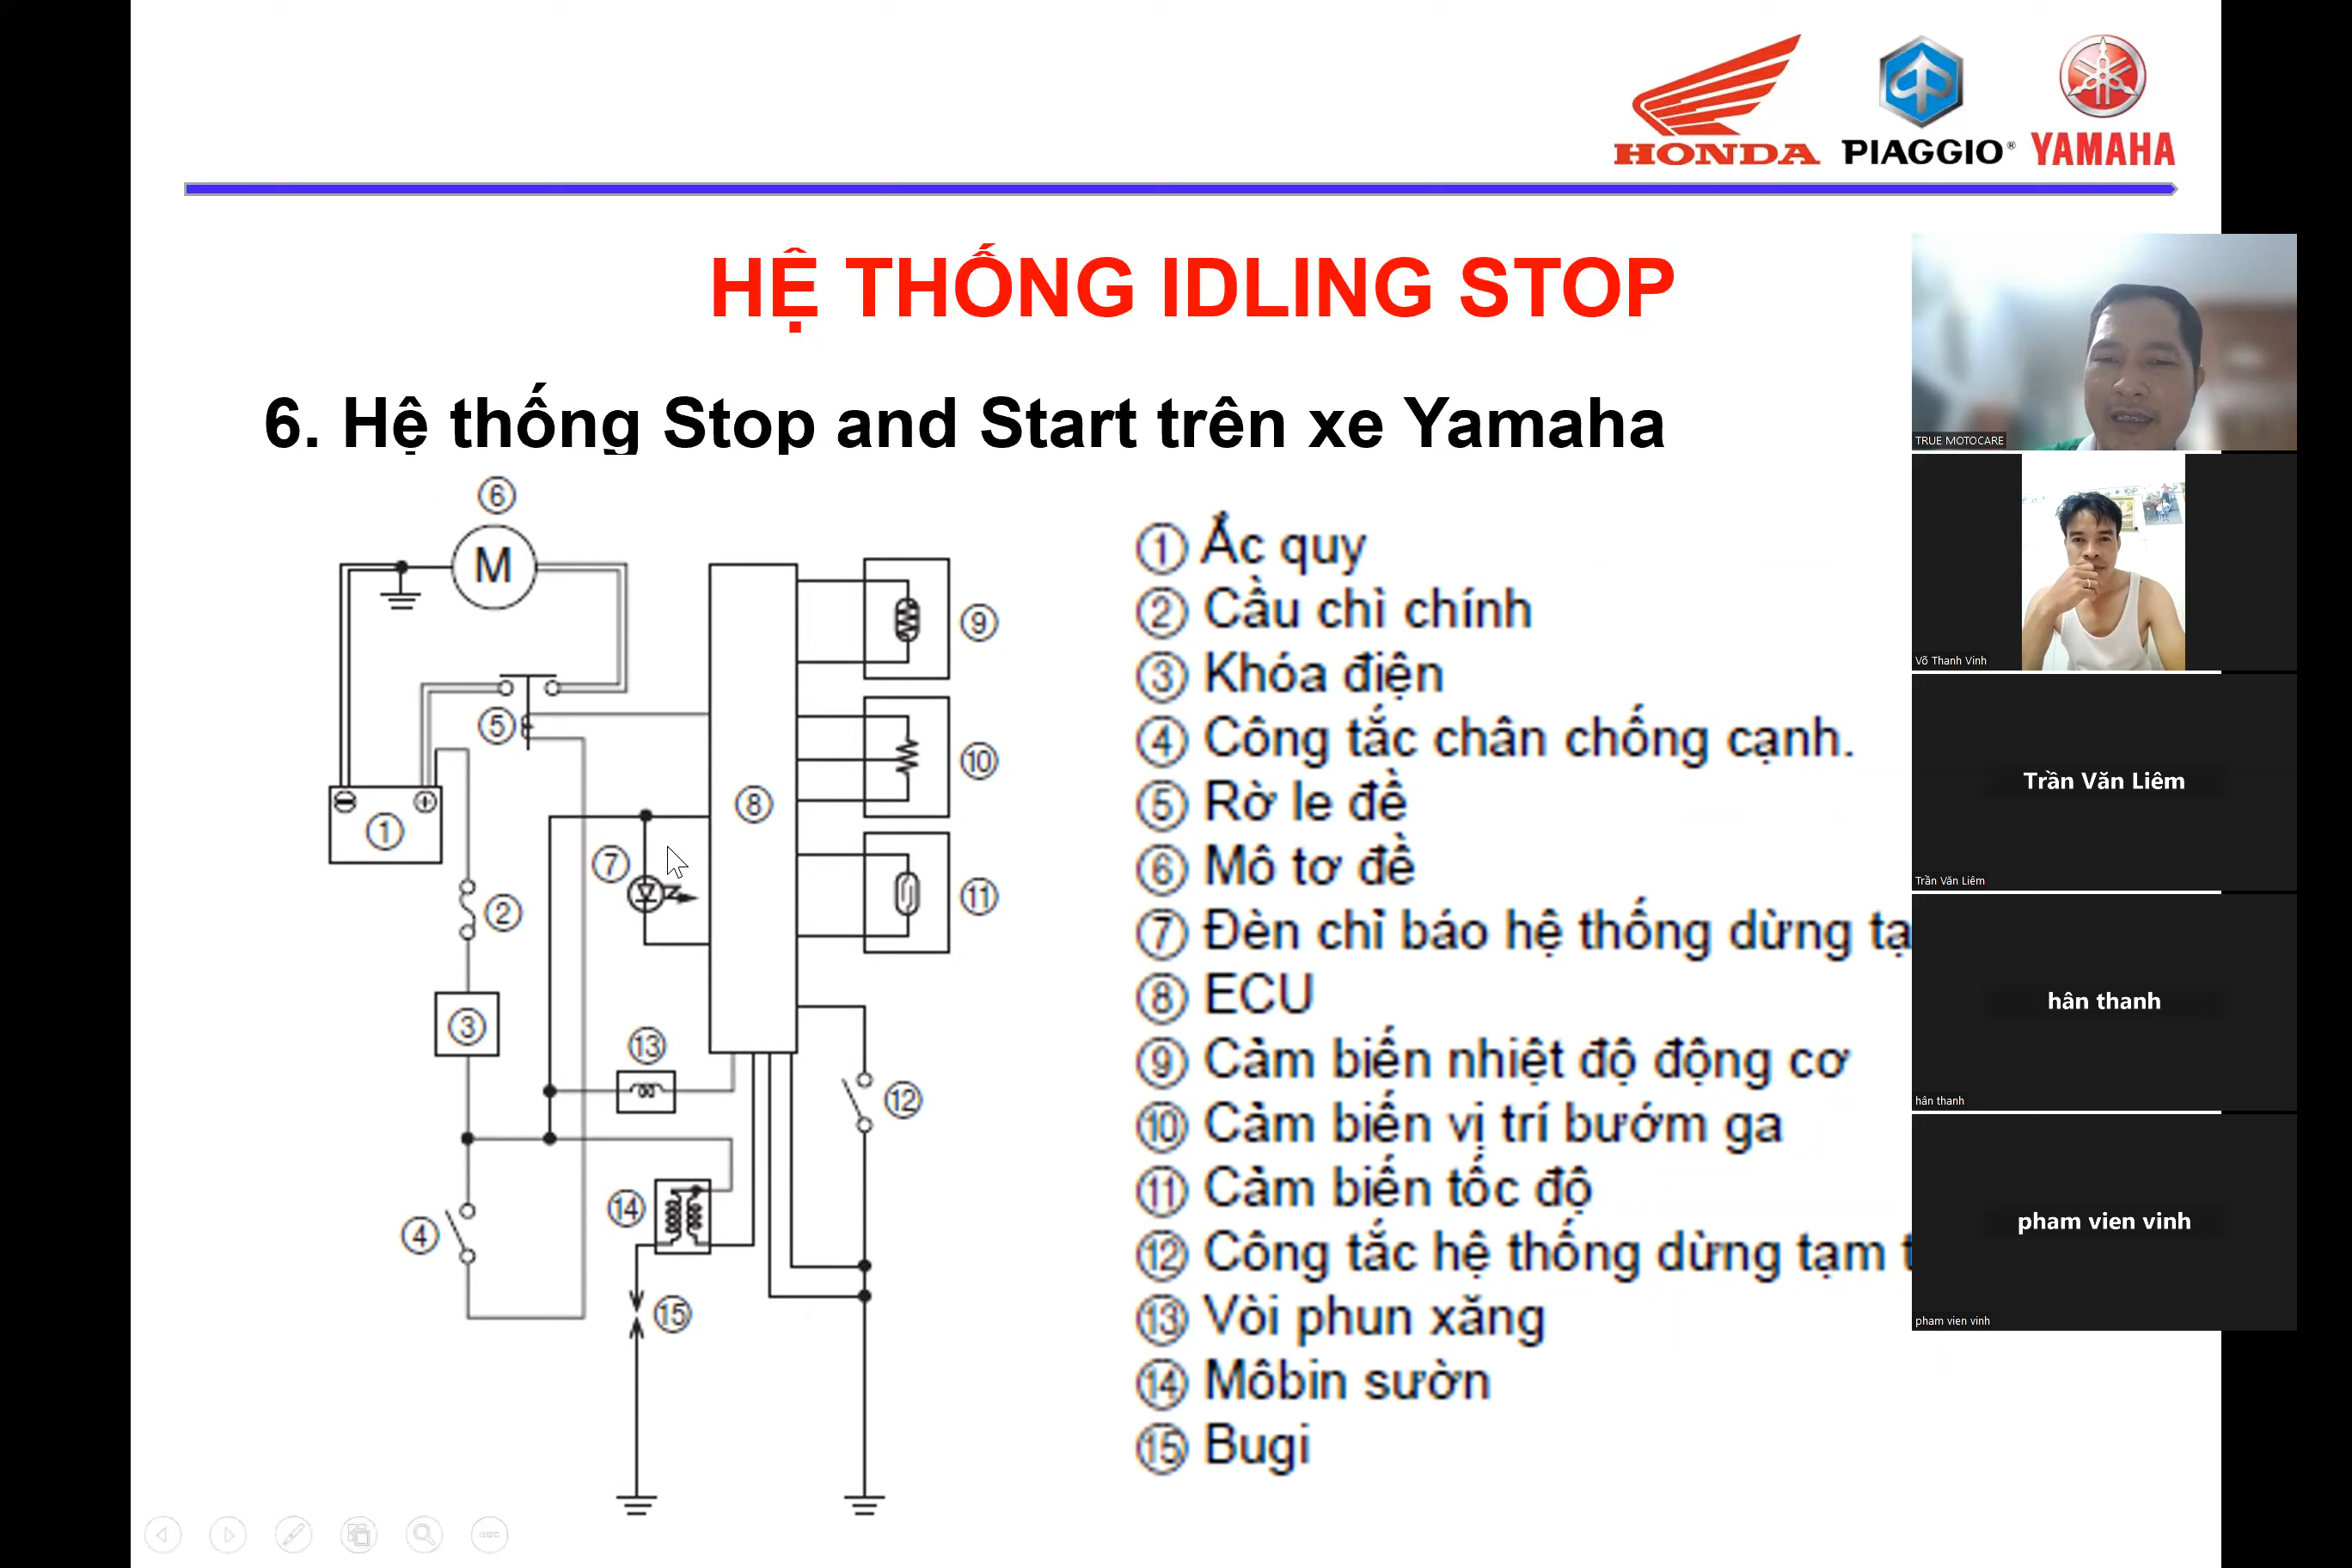 HONDA
PIAGGIO®
YAMAHA
HỆ THỐNG IDLING STOP
6. Hệ thống Stop and Start trên xe Yamaha
⑥
M
⑨
⑤
⑩
⑧
①
⑦
⑪
②
③
⑬
⑫
⑭
④
⑮
① Ắc quy
② Cầu chì chính
③ Khóa điện
④ Công tắc chân chống cạnh.
⑤ Rờ le đề
⑥ Mô tơ đề
⑦ Đèn chỉ báo hệ thống dừng tạ
⑧ ECU
⑨ Cảm biến nhiệt độ động cơ
⑩ Cảm biến vị trí bướm ga
⑪ Cảm biến tốc độ
⑫ Công tắc hệ thống dừng tạm t
⑬ Vòi phun xăng
⑭ Môbin sườn
⑮ Bugi
TRUE MOTOCARE
Võ Thanh Vinh
Trần Văn Liêm
Trần Văn Liêm
hân thanh
hân thanh
pham vien vinh
pham vien vinh